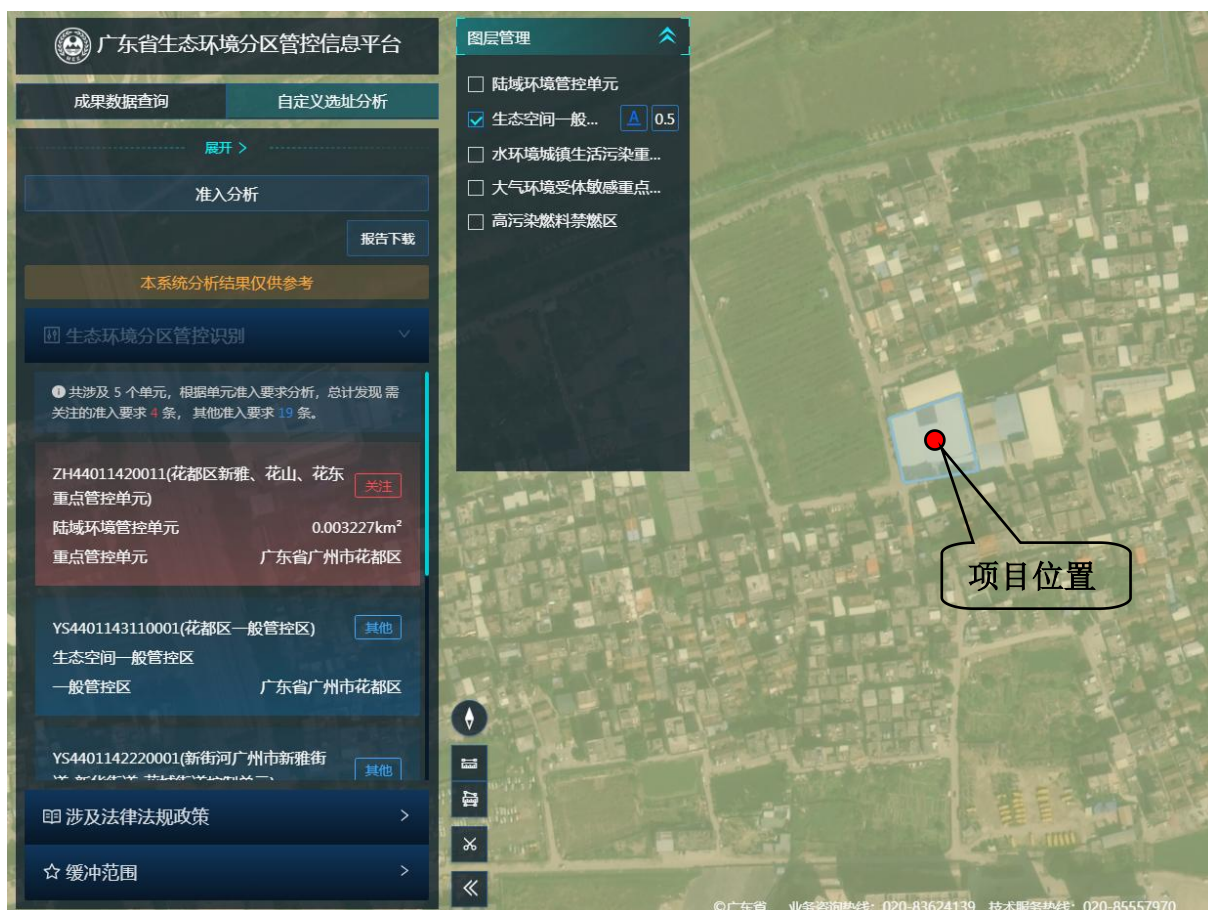 广东省生态环境分区管控信息平台
成果数据查询
自定义选址分析
展开 >
准入分析
报告下载
本系统分析结果仅供参考
生态环境分区管控识别
共涉及 5 个单元，根据单元准入要求分析，总计发现 需
关注的准入要求 4 条， 其他准入要求 19 条。
ZH44011420011(花都区新雅、花山、花东
重点管控单元)
关注
陆域环境管控单元
0.003227km²
重点管控单元
广东省广州市花都区
YS4401143110001(花都区一般管控区)
其他
生态空间一般管控区
一般管控区
广东省广州市花都区
YS4401142220001(新街河广州市新雅街
其他
涉及法律法规政策
缓冲范围
图层管理
陆域环境管控单元
生态空间一般... A 0.5
水环境城镇生活污染重...
大气环境受体敏感重点...
高污染燃料禁燃区
项目位置
©广东省 业务咨询热线：020-83624139 技术服务热线：020-85557970